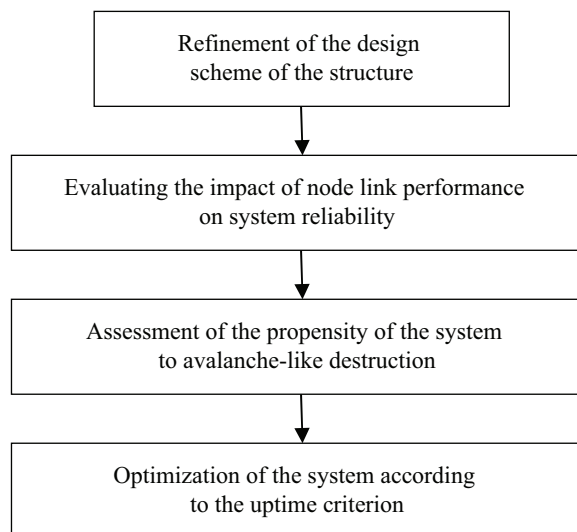 Refinement of the design
scheme of the structure
Evaluating the impact of node link performance
on system reliability
Assessment of the propensity of the system
to avalanche-like destruction
Optimization of the system according
to the uptime criterion